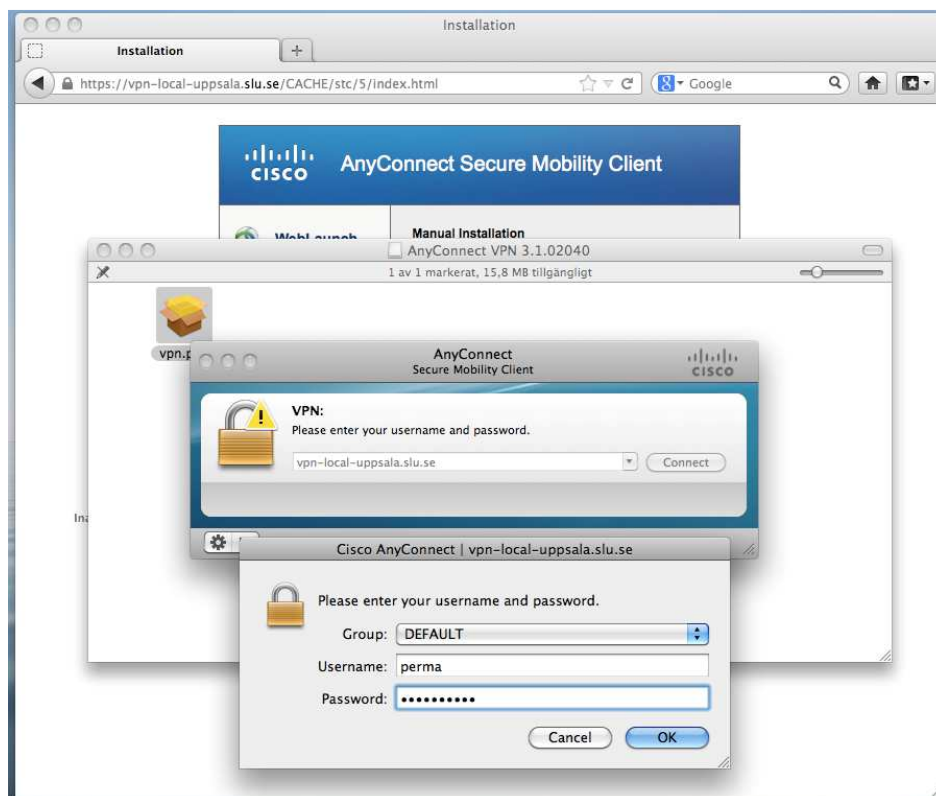 Installation
Installation
https://vpn-local-uppsala.slu.se/CACHE/stc/5/index.html
Google
CISCO AnyConnect Secure Mobility Client
WebLaunch
Manual Installation
AnyConnect VPN 3.1.02040
1 av 1 markerat, 15,8 MB tillgängligt
AnyConnect
Secure Mobility Client
CISCO
VPN:
Please enter your username and password.
vpn-local-uppsala.slu.se
Connect
Cisco AnyConnect | vpn-local-uppsala.slu.se
Please enter your username and password.
Group: DEFAULT
Username: perma
Password: ••••••••••
Cancel OK